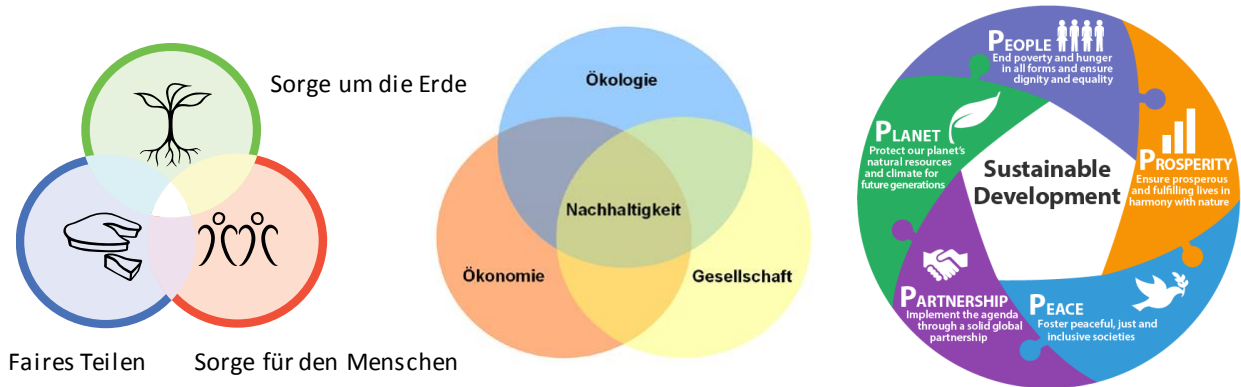 Sorge um die Erde
Faires Teilen
Sorge für den Menschen
Ökologie
Nachhaltigkeit
Ökonomie
Gesellschaft
PEOPLE
End poverty and hunger
in all forms and ensure
dignity and equality
PLANET
Protect our planet's
natural resources
and climate for
future generations
PROSPERITY
Ensure prosperous
and fulfilling lives in
harmony with nature
Sustainable
Development
PARTNERSHIP
Implement the agenda
through a solid global
partnership
PEACE
Foster peaceful, just and
inclusive societies